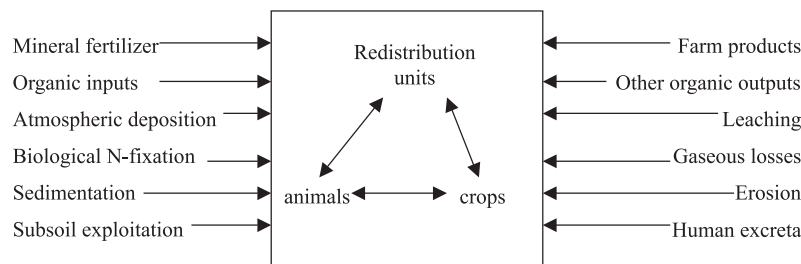 Mineral fertilizer
Organic inputs
Atmospheric deposition
Biological N-fixation
Sedimentation
Subsoil exploitation
Redistribution
units
animals
crops
Farm products
Other organic outputs
Leaching
Gaseous losses
Erosion
Human excreta